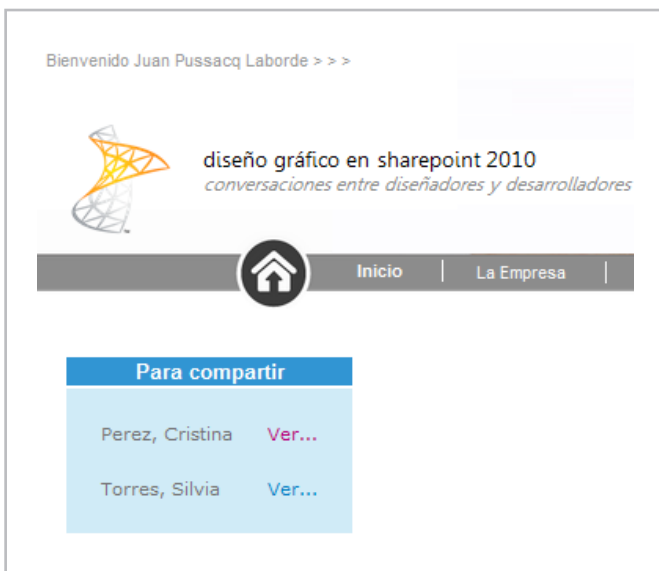 Bienvenido Juan Pussacq Laborde > > >
diseño gráfico en sharepoint 2010
conversaciones entre diseñadores y desarrolladores
Inicio | La Empresa |
Para compartir
Perez, Cristina Ver...
Torres, Silvia Ver...